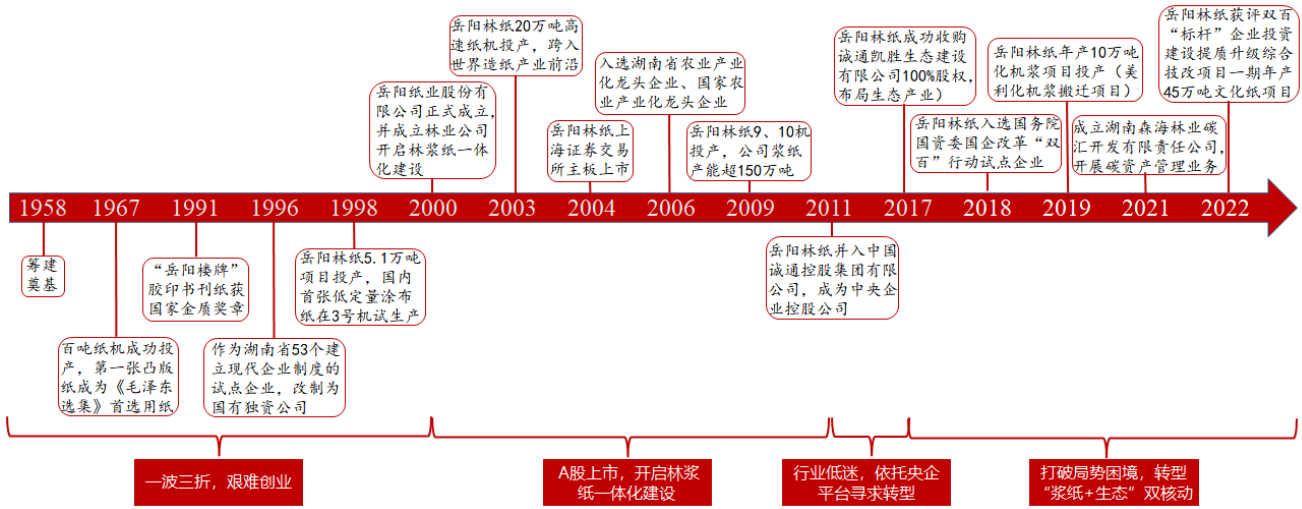 岳阳林纸20万吨高
速纸机投产，跨入
世界造纸产业前沿
岳阳纸业股份有
限公司正式成立，
并成立林业公司
开启林浆纸一体
化建设
入选湖南省农业产业
化龙头企业、国家农
业产业化龙头企业
岳阳林纸上
海证券交易
所主板上市
岳阳林纸9、10机
投产，公司浆纸
产能超150万吨
岳阳林纸成功收购
诚通凯胜生态建设
有限公司100%股权，
布局生态产业）
岳阳林纸入选国务院
国资委国企改革“双
百”行动试点企业
岳阳林纸年产10万吨
化机浆项目投产（美
利化机浆搬迁项目）
成立湖南森海林业碳
汇开发有限责任公司，
开展碳资产管理业务
岳阳林纸获评双百
“标杆”企业投资
建设提质升级综合
技改项目一期年产
45万吨文化纸项目
1958 1967 1991 1996 1998 2000 2003 2004 2006 2009 2011 2017 2018 2019 2021 2022
筹建
奠基
百吨纸机成功投
产，第一张凸版
纸成为《毛泽东
选集》首选用纸
“岳阳楼牌”
胶印书刊纸获
国家金质奖章
作为湖南省53个建
立现代企业制度的
试点企业，改制为
国有独资公司
岳阳林纸5.1万吨
项目投产，国内
首张低定量涂布
纸在3号机试生产
岳阳林纸并入中国
诚通控股集团有限
公司，成为中央企
业控股公司
一波三折，艰难创业
A股上市，开启林浆
纸一体化建设
行业低迷，依托央企
平台寻求转型
打破局势困境，转型
“浆纸+生态”双核动